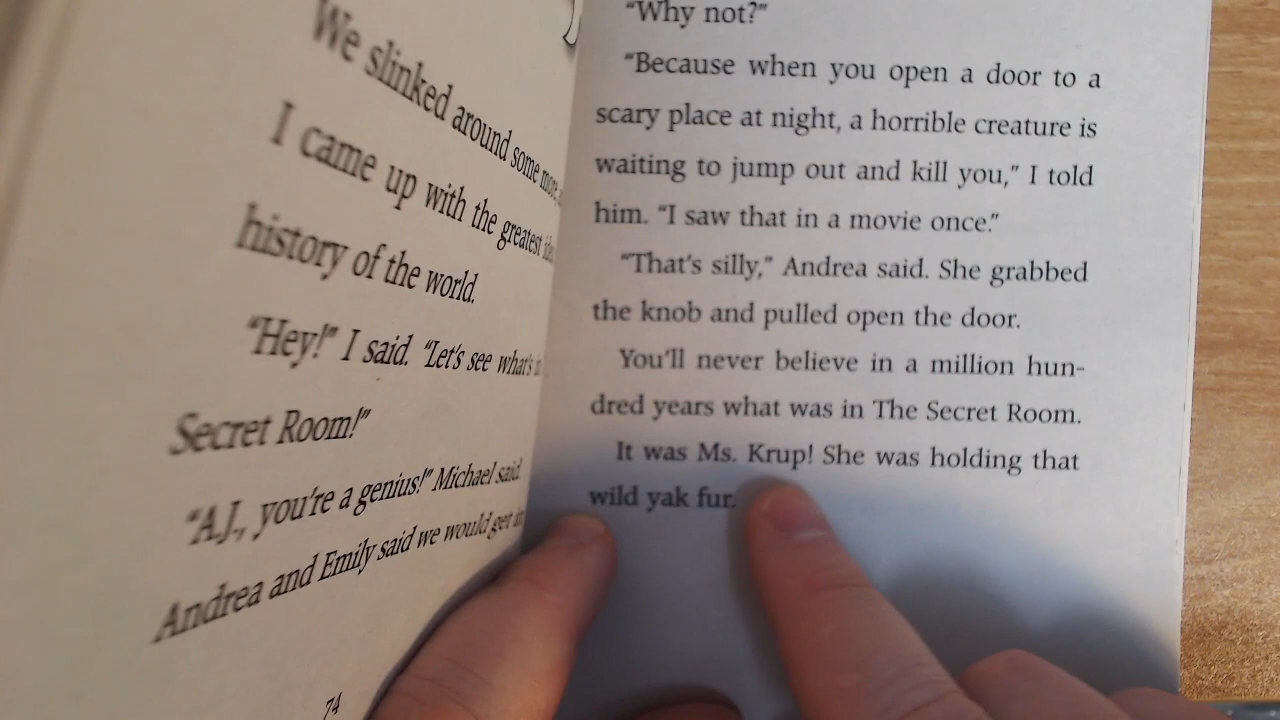 We slinked around some more
I came up with the greatest
history of the world.
“Hey!” I said. “Let’s see what’s
Secret Room!”
“A.J., you’re a genius!” Michael said.
Andrea and Emily said we would get
74
“Why not?”
“Because when you open a door to a
scary place at night, a horrible creature is
waiting to jump out and kill you,” I told
him. “I saw that in a movie once.”
“That’s silly,” Andrea said. She grabbed
the knob and pulled open the door.
You’ll never believe in a million hun-
dred years what was in The Secret Room.
It was Ms. Krup! She was holding that
wild yak fur.